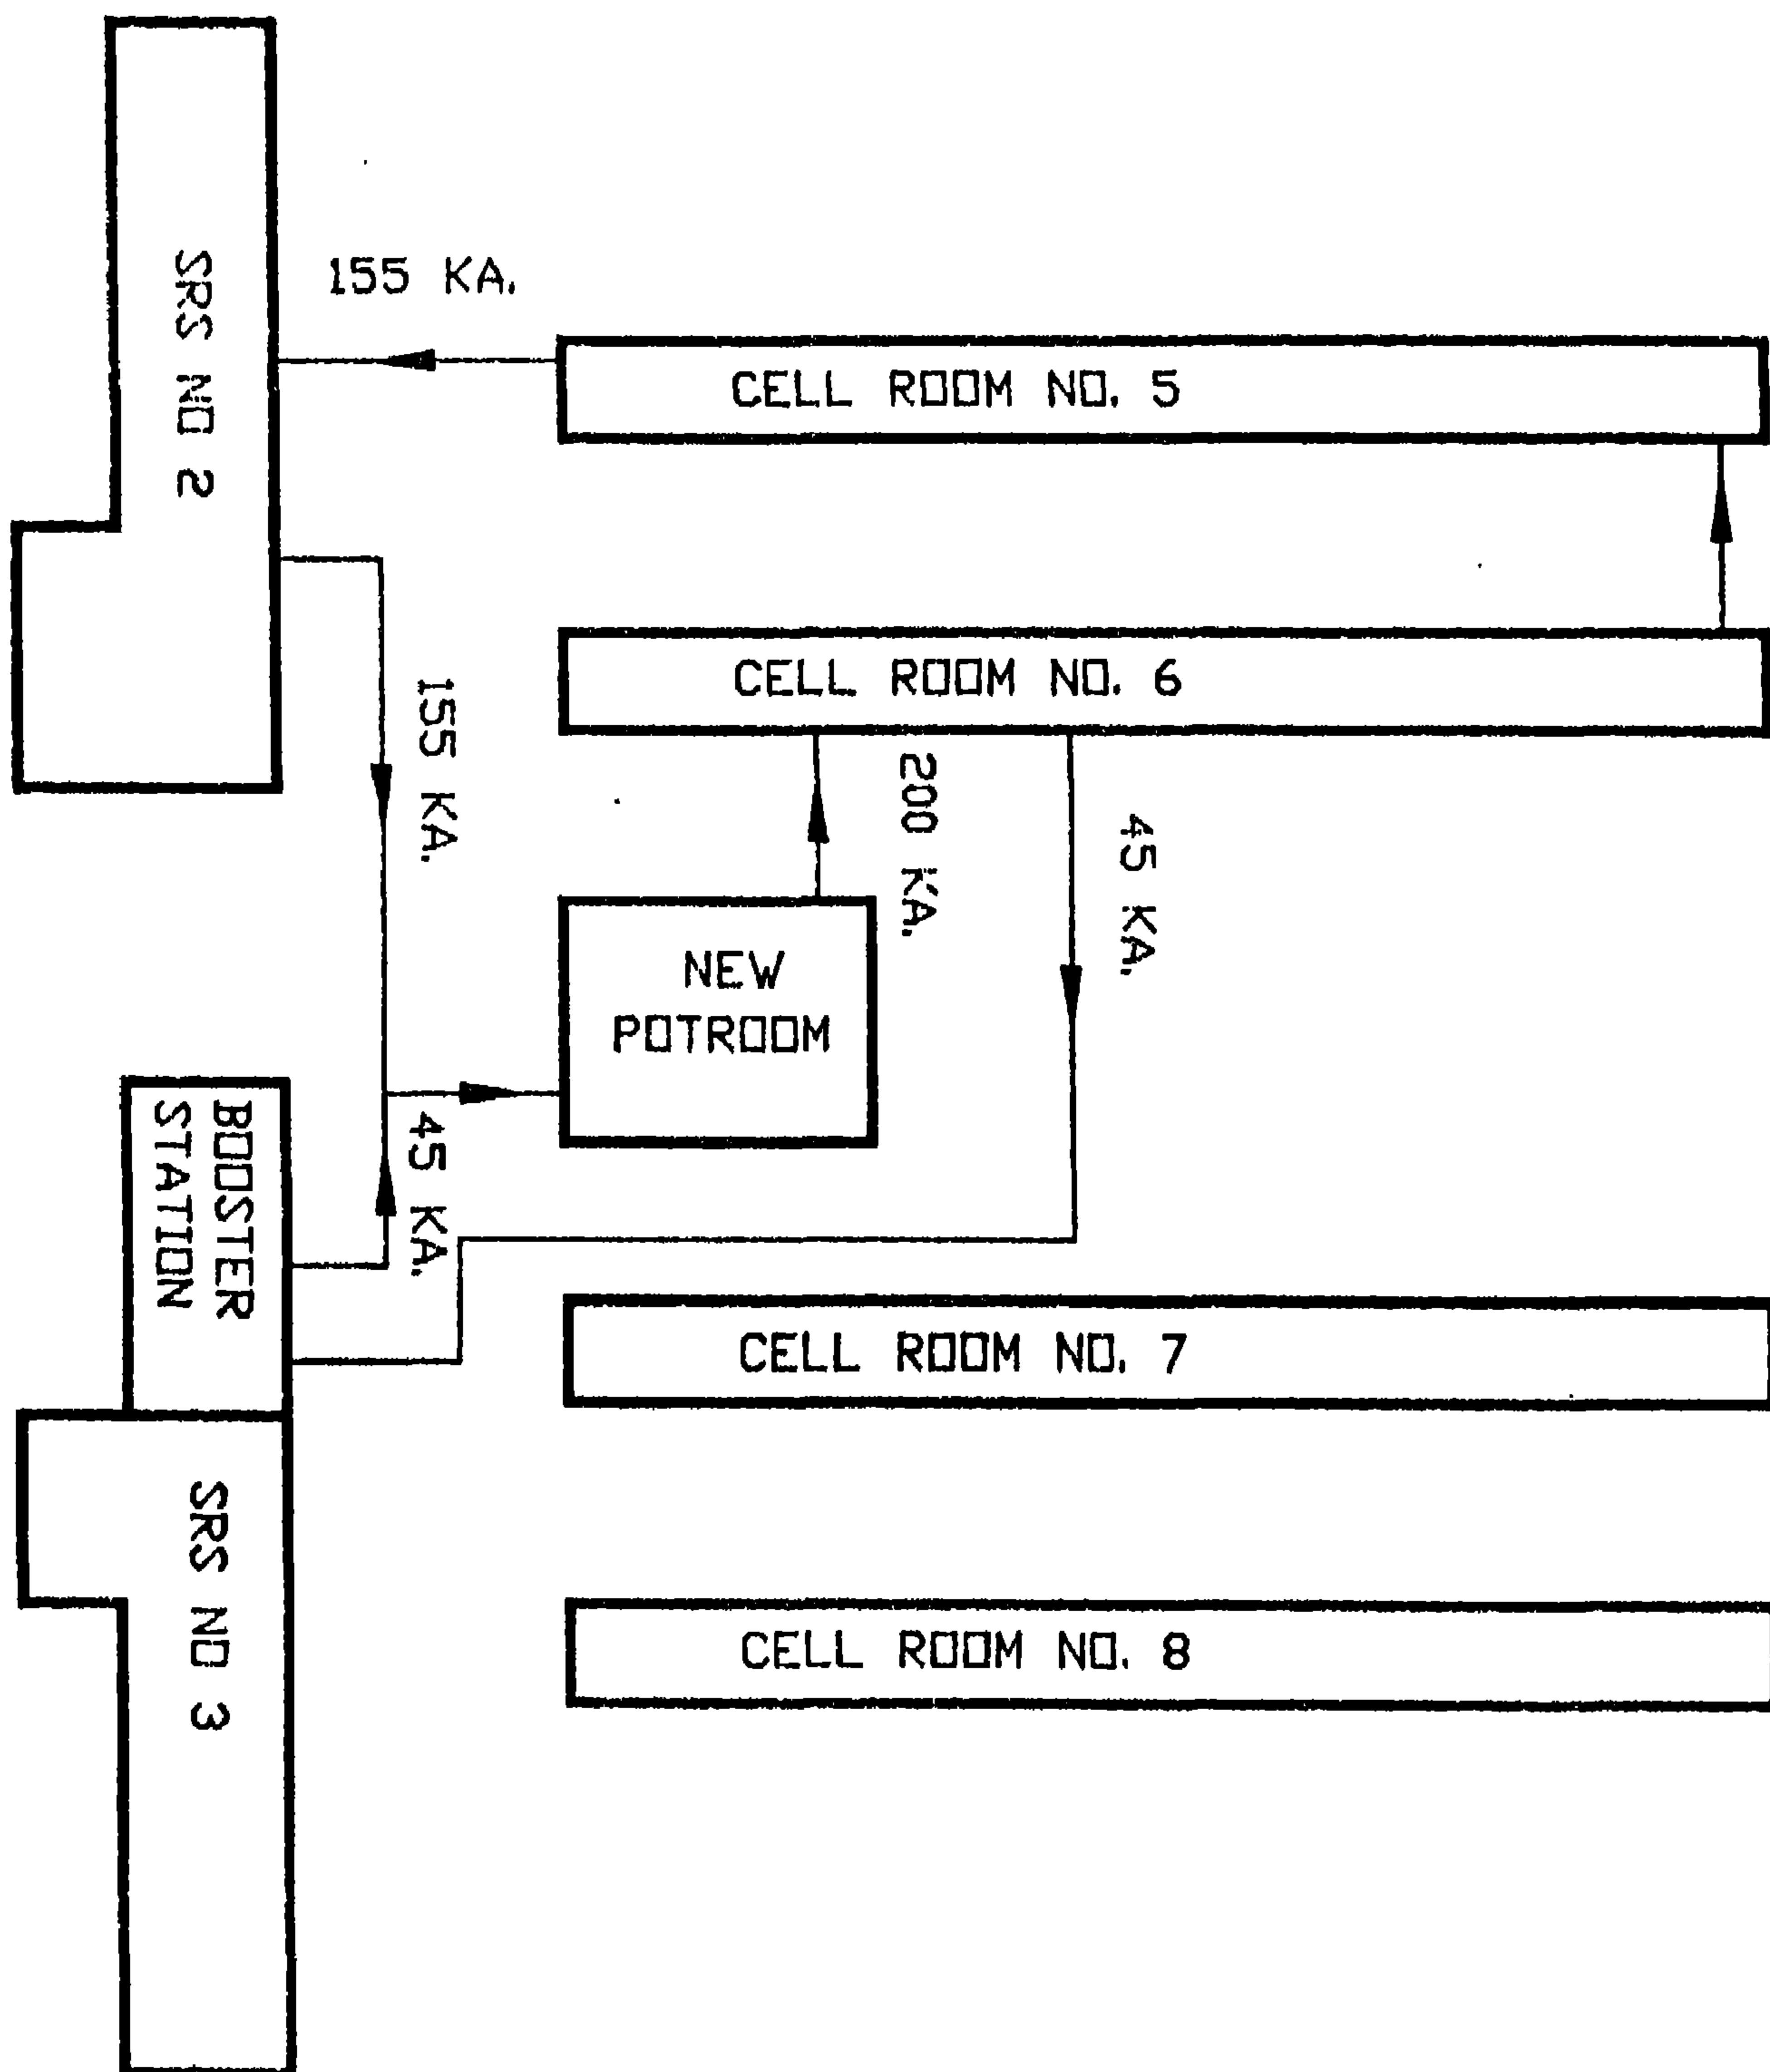 155 KA.
CELL ROOM NO. 5
SRS NO 2
CELL ROOM NO. 6
155 KA.
200 KA.
45 KA.
NEW
POTROOM
BOOSTER
STATION
45 KA.
CELL ROOM NO. 7
SRS NO 3
CELL ROOM NO. 8